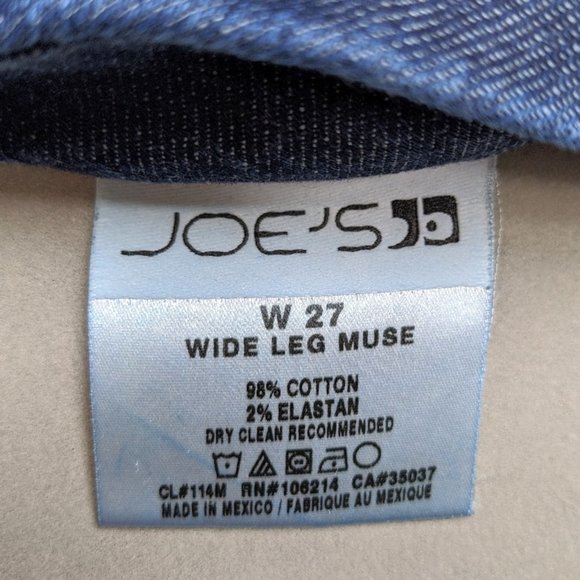 JOE'S
W 27
WIDE LEG MUSE
98% COTTON
2% ELASTAN
DRY CLEAN RECOMMENDED
CL#114M RN#106214 CA#35037
MADE IN MEXICO / FABRIQUE AU MEXIQUE